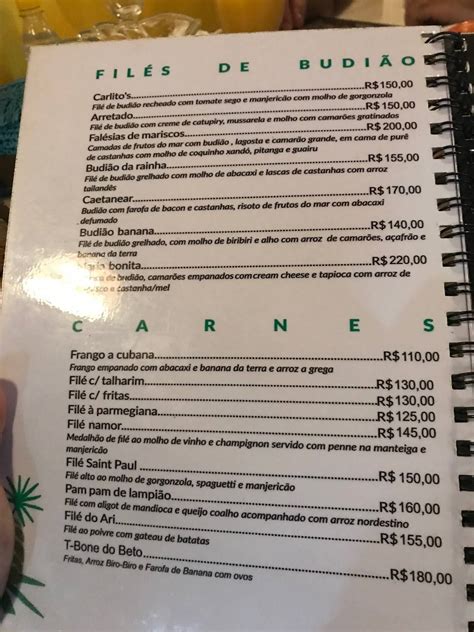 FILÉS DE BUDIÃO
Carlito's R$150,00
Filé de budião recheado com tomate sego e manjericão com molho de gorgonzola
Arretado R$150,00
Filé de budião com creme de catupiry, mussarela e molho com camarões gratinados
Falésias de mariscos R$ 200,00
Camadas de frutos do mar com budião , lagosta e camarão grande, em cama de purê
de castanhas com molho de coquinho xandó, pitanga e guairu
Budião da rainha R$155,00
Filé de budião grelhado com molho de abacaxi e lascas de castanhas com arroz
tailandês
Caetanear R$170,00
Budião com farofa de bacon e castanhas, risoto de frutos do mar com abacaxi
defumado
Budião banana R$ 140,00
Filé de budião grelhado, com molho de biribiri e alho com arroz de camarões, açafrão e
banana da terra
bonita R$220,00
de budião, camarões empanados com cream cheese e tapioca com arroz de
e castanha/mel
CARNES
Frango a cubana R$110,00
Frango empanado com abacaxi e banana da terra e arroz a grega
Filé c/ talharim R$130,00
Filé c/ fritas R$130,00
Filé à parmegiana R$125,00
Filé namor R$145,00
Medalhão de filé ao molho de vinho e champignon servido com penne na manteiga e
manjericão
Filé Saint Paul R$ 150,00
Filé alto ao molho de gorgonzola, spaguetti e manjericão
Pam pam de lampião R$160,00
Filé com aligot de mandioca e queijo coalho acompanhado com arroz nordestino
Filé do Ari R$155,00
Filé ao poivre com gateau de batatas
T-Bone do Beto R$180,00
Fritas, Arroz Biro-Biro e Farofa de Banana com ovos